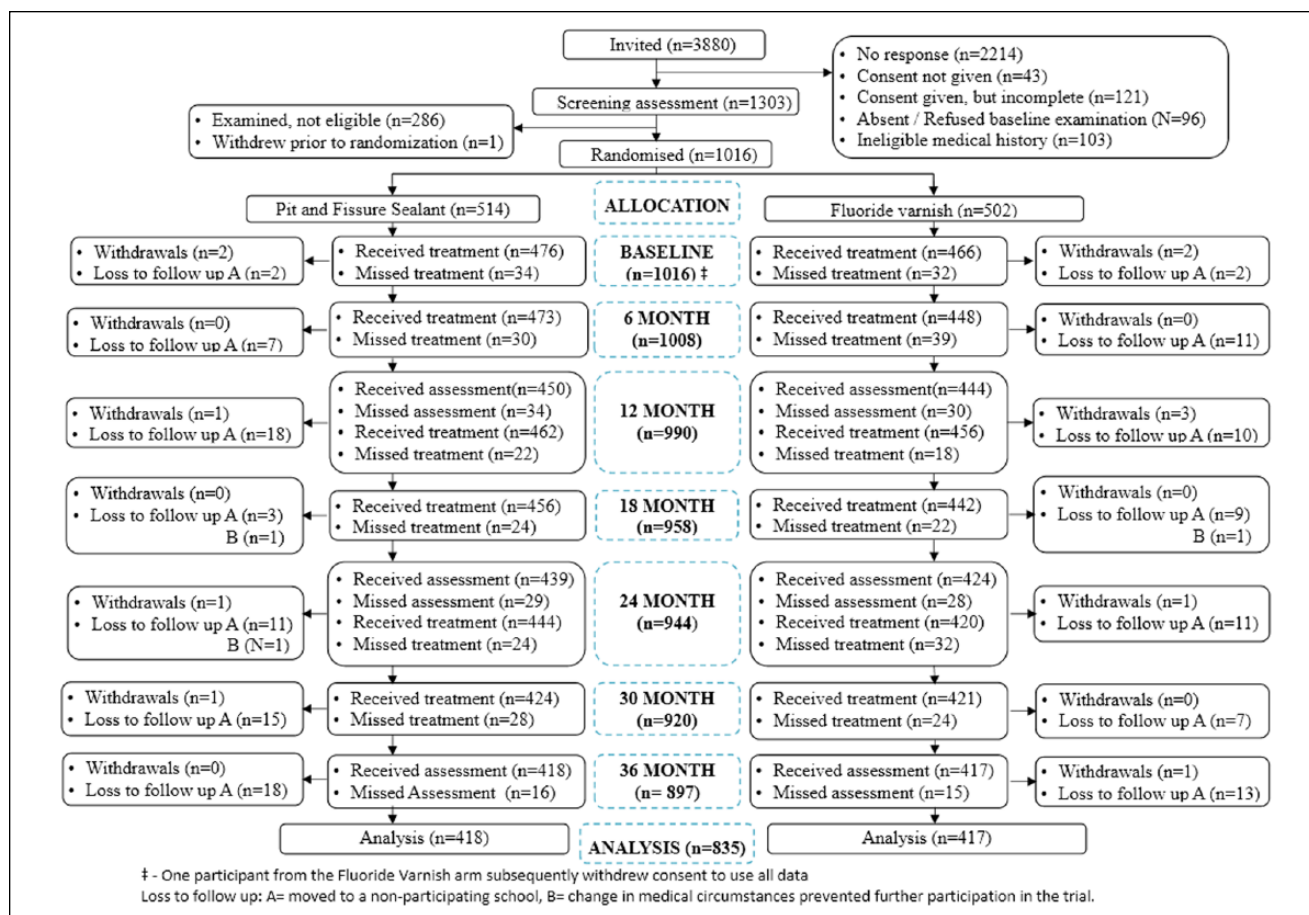 Invited (n=3880)
• No response (n=2214)
• Consent not given (n=43)
• Consent given, but incomplete (n=121)
• Absent / Refused baseline examination (N=96)
• Ineligible medical history (n=103)
Screening assessment (n=1303)
• Examined, not eligible (n=286)
• Withdrew prior to randomization (n=1)
Randomised (n=1016)
ALLOCATION
Pit and Fissure Sealant (n=514)
Fluoride varnish (n=502)
• Withdrawals (n=2)
• Loss to follow up A (n=2)
• Received treatment (n=476)
• Missed treatment (n=34)
BASELINE
(n=1016) ‡
• Received treatment (n=466)
• Missed treatment (n=32)
• Withdrawals (n=2)
• Loss to follow up A (n=2)
• Withdrawals (n=0)
• Loss to follow up A (n=7)
• Received treatment (n=473)
• Missed treatment (n=30)
6 MONTH
(n=1008)
• Received treatment (n=448)
• Missed treatment (n=39)
• Withdrawals (n=0)
• Loss to follow up A (n=11)
• Withdrawals (n=1)
• Loss to follow up A (n=18)
• Received assessment(n=450)
• Missed assessment (n=34)
• Received treatment (n=462)
• Missed treatment (n=22)
12 MONTH
(n=990)
• Received assessment(n=444)
• Missed assessment (n=30)
• Received treatment (n=456)
• Missed treatment (n=18)
• Withdrawals (n=3)
• Loss to follow up A (n=10)
• Withdrawals (n=0)
• Loss to follow up A (n=3)
B (n=1)
• Received treatment (n=456)
• Missed treatment (n=24)
18 MONTH
(n=958)
• Received treatment (n=442)
• Missed treatment (n=22)
• Withdrawals (n=0)
• Loss to follow up A (n=9)
B (n=1)
• Withdrawals (n=1)
• Loss to follow up A (n=11)
B (N=1)
• Received assessment (n=439)
• Missed assessment (n=29)
• Received treatment (n=444)
• Missed treatment (n=24)
24 MONTH
(n=944)
• Received assessment (n=424)
• Missed assessment (n=28)
• Received treatment (n=420)
• Missed treatment (n=32)
• Withdrawals (n=1)
• Loss to follow up A (n=11)
• Withdrawals (n=1)
• Loss to follow up A (n=15)
• Received treatment (n=424)
• Missed treatment (n=28)
30 MONTH
(n=920)
• Received treatment (n=421)
• Missed treatment (n=24)
• Withdrawals (n=0)
• Loss to follow up A (n=7)
• Withdrawals (n=0)
• Loss to follow up A (n=18)
• Received assessment (n=418)
• Missed Assessment (n=16)
36 MONTH
(n= 897)
• Received assessment (n=417)
• Missed assessment (n=15)
• Withdrawals (n=1)
• Loss to follow up A (n=13)
Analysis (n=418)
ANALYSIS (n=835)
Analysis (n=417)
‡ - One participant from the Fluoride Varnish arm subsequently withdrew consent to use all data
Loss to follow up: A= moved to a non-participating school, B= change in medical circumstances prevented further participation in the trial.